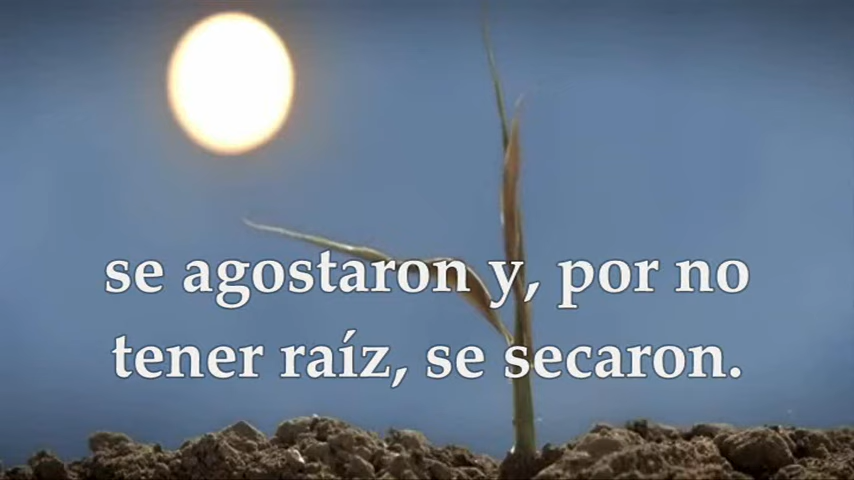 se agostaron y, por no
tener raíz, se secaron.